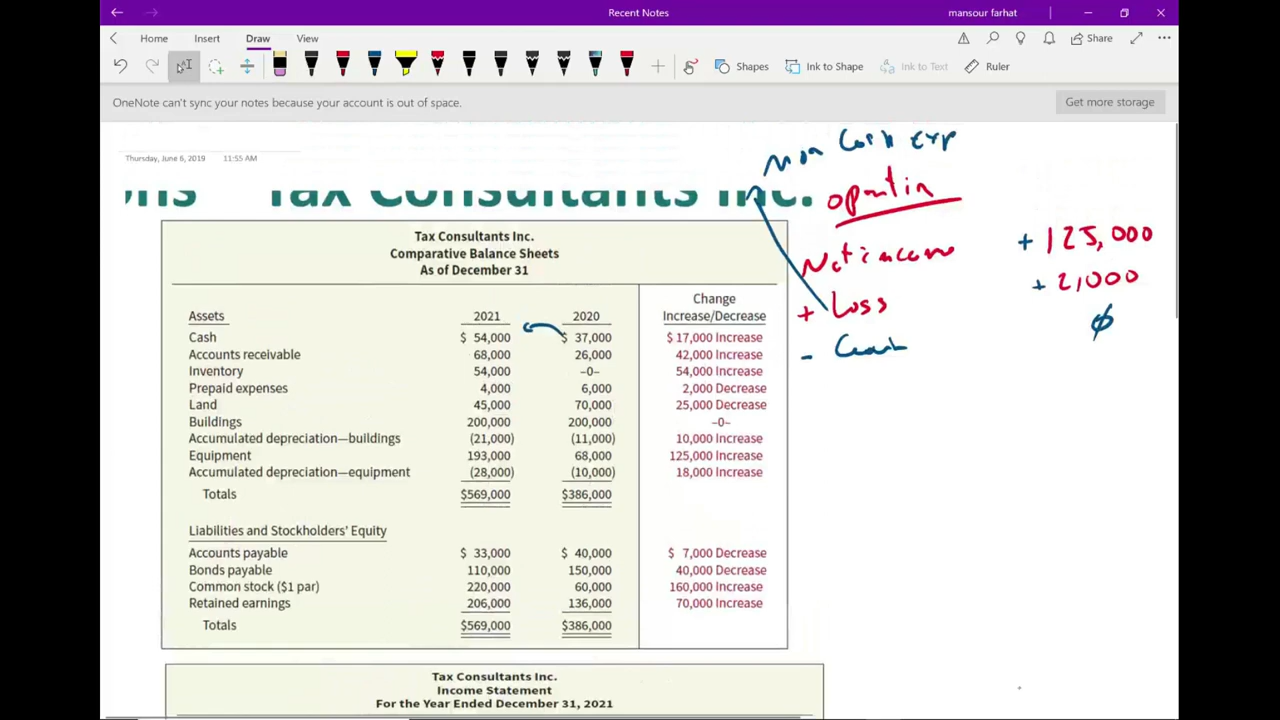 Recent Notes
mansour farhat
Home Insert Draw View
Share
Shapes Ink to Shape Ink to Text Ruler
OneNote can't sync your notes because your account is out of space.
Get more storage
Thursday, June 6, 2019 11:55 AM
Non Cash Exp
Tax Consultants Inc.
operatin
Tax Consultants Inc.
Comparative Balance Sheets
As of December 31
+ 125,000
Net income
+ 2,000
Change
Assets 2021 2020 Increase/Decrease
+ Loss
Ø
Cash $ 54,000 $ 37,000 $ 17,000 Increase
-
Accounts receivable 68,000 26,000 42,000 Increase
Inventory 54,000 –0– 54,000 Increase
Prepaid expenses 4,000 6,000 2,000 Decrease
Land 45,000 70,000 25,000 Decrease
Buildings 200,000 200,000 –0–
Accumulated depreciation—buildings (21,000) (11,000) 10,000 Increase
Equipment 193,000 68,000 125,000 Increase
Accumulated depreciation—equipment (28,000) (10,000) 18,000 Increase
Totals $569,000 $386,000
Liabilities and Stockholders' Equity
Accounts payable $ 33,000 $ 40,000 $ 7,000 Decrease
Bonds payable 110,000 150,000 40,000 Decrease
Common stock ($1 par) 220,000 60,000 160,000 Increase
Retained earnings 206,000 136,000 70,000 Increase
Totals $569,000 $386,000
Tax Consultants Inc.
Income Statement
For the Year Ended December 31, 2021